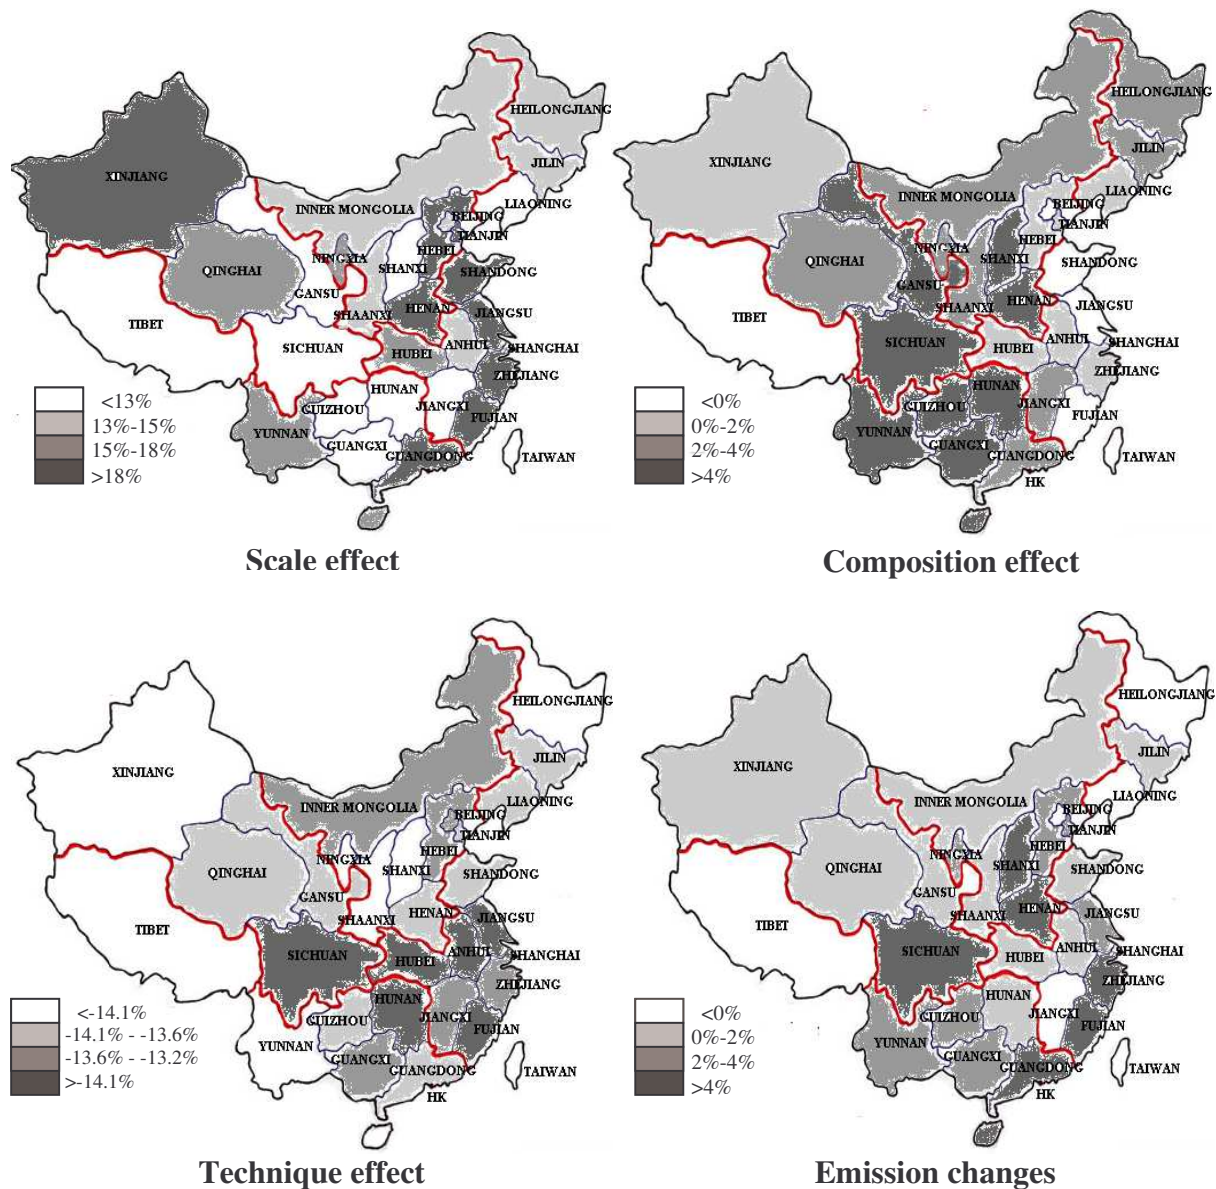 HEILONGJIANG
JILIN
LIAONING
XINJIANG
INNER MONGOLIA
BEIJING
TIANJIN
HEBEI
NINGXIA
SHANXI
SHANDONG
QINGHAI
GANSU
SHAANXI
HENAN
JIANGSU
TIBET
SICHUAN
ANHUI
SHANGHAI
HUBEI
ZHEJIANG
HUNAN
JIANGXI
FUJIAN
GUIZHOU
YUNNAN
GUANGXI
GUANGDONG
TAIWAN
<13%
13%-15%
15%-18%
>18%
Scale effect
HEILONGJIANG
JILIN
LIAONING
XINJIANG
INNER MONGOLIA
BEIJING
TIANJIN
HEBEI
NINGXIA
SHANXI
SHANDONG
QINGHAI
GANSU
SHAANXI
HENAN
JIANGSU
TIBET
SICHUAN
ANHUI
SHANGHAI
HUBEI
ZHEJIANG
HUNAN
JIANGXI
FUJIAN
GUIZHOU
YUNNAN
GUANGXI
GUANGDONG
TAIWAN
HK
<0%
0%-2%
2%-4%
>4%
Composition effect
HEILONGJIANG
JILIN
LIAONING
XINJIANG
INNER MONGOLIA
BEIJING
TIANJIN
HEBEI
NINGXIA
SHANXI
SHANDONG
QINGHAI
GANSU
SHAANXI
HENAN
JIANGSU
TIBET
SICHUAN
ANHUI
SHANGHAI
HUBEI
ZHEJIANG
HUNAN
JIANGXI
FUJIAN
GUIZHOU
YUNNAN
GUANGXI
GUANGDONG
TAIWAN
HK
<-14.1%
-14.1% - -13.6%
-13.6% - -13.2%
>-14.1%
Technique effect
HEILONGJIANG
JILIN
LIAONING
XINJIANG
INNER MONGOLIA
BEIJING
TIANJIN
HEBEI
NINGXIA
SHANXI
SHANDONG
QINGHAI
GANSU
SHAANXI
HENAN
JIANGSU
TIBET
SICHUAN
ANHUI
SHANGHAI
HUBEI
ZHEJIANG
HUNAN
JIANGXI
FUJIAN
GUIZHOU
YUNNAN
GUANGXI
GUANGDONG
TAIWAN
HK
<0%
0%-2%
2%-4%
>4%
Emission changes